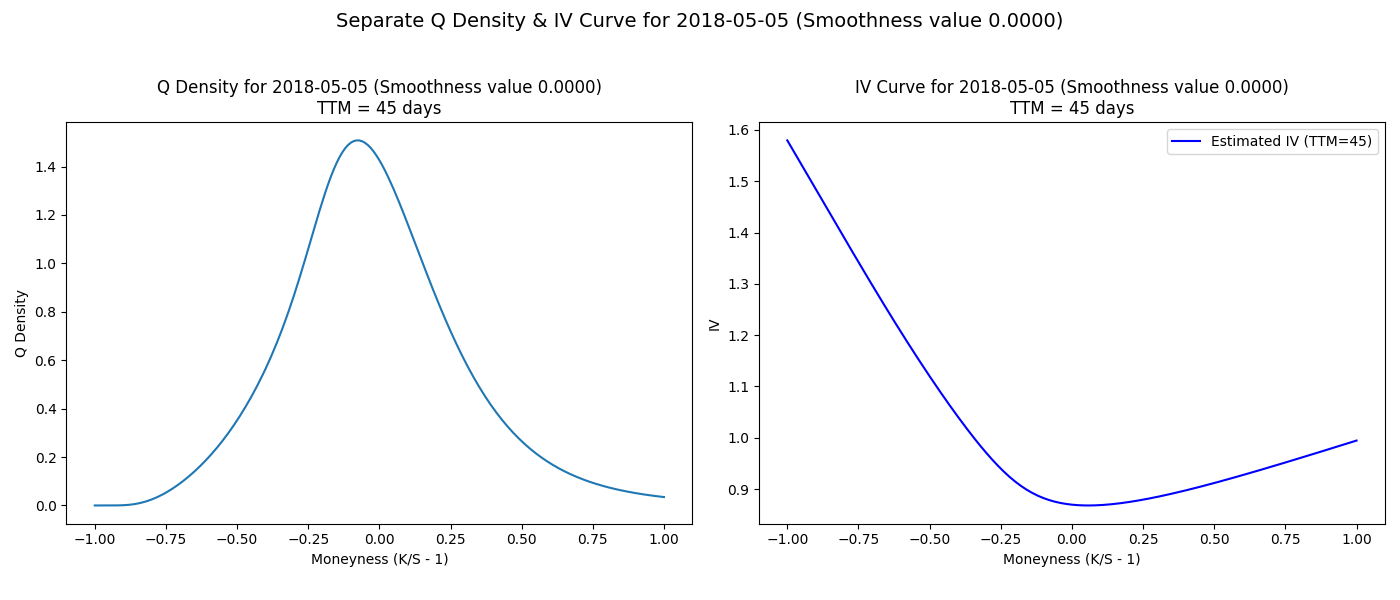 Separate Q Density & IV Curve for 2018-05-05 (Smoothness value 0.0000)
Q Density for 2018-05-05 (Smoothness value 0.0000)
TTM = 45 days
Q Density
1.4
1.2
1.0
0.8
0.6
0.4
0.2
0.0
−1.00 −0.75 −0.50 −0.25 0.00 0.25 0.50 0.75 1.00
Moneyness (K/S - 1)
IV Curve for 2018-05-05 (Smoothness value 0.0000)
TTM = 45 days
Estimated IV (TTM=45)
IV
1.6
1.5
1.4
1.3
1.2
1.1
1.0
0.9
−1.00 −0.75 −0.50 −0.25 0.00 0.25 0.50 0.75 1.00
Moneyness (K/S - 1)